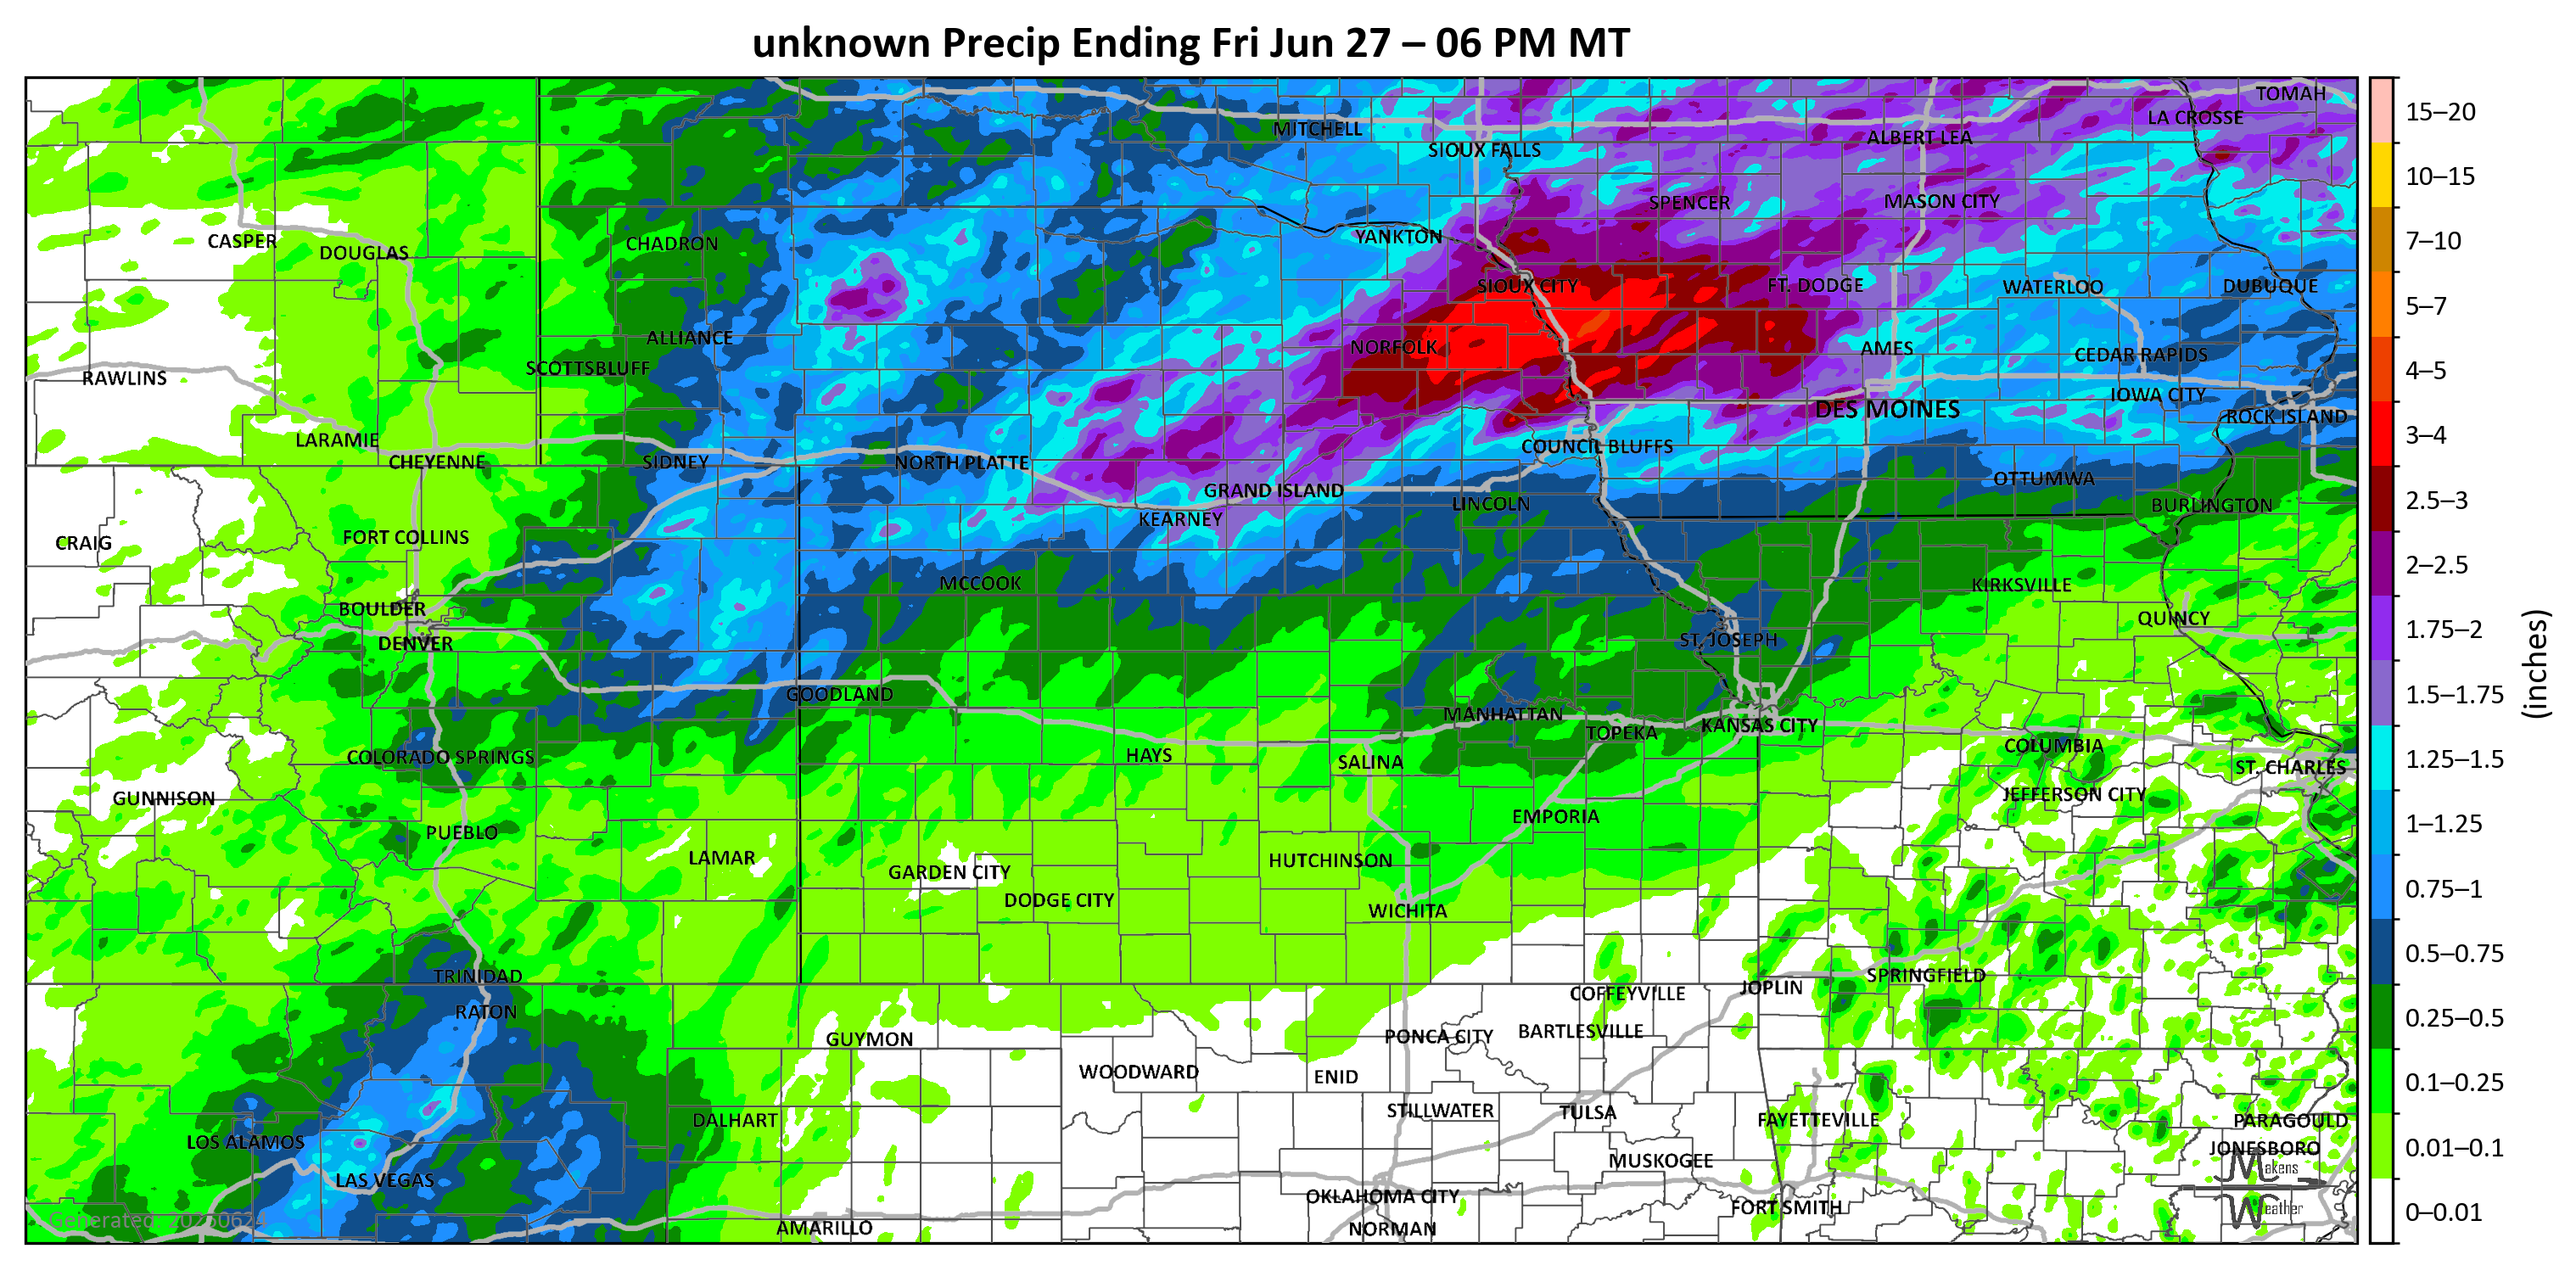 unknown Precip Ending Fri Jun 27 – 06 PM MT
TOMAH
LA CROSSE
MITCHELL
ALBERT LEA
SIOUX FALLS
SPENCER
MASON CITY
YANKTON
CASPER
DOUGLAS
CHADRON
SIOUX CITY
FT. DODGE
WATERLOO
DUBUQUE
ALLIANCE
NORFOLK
AMES
CEDAR RAPIDS
SCOTTSBLUFF
RAWLINS
IOWA CITY
DES MOINES
ROCK ISLAND
LARAMIE
COUNCIL BLUFFS
CHEYENNE
SIDNEY
NORTH PLATTE
OTTUMWA
GRAND ISLAND
LINCOLN
BURLINGTON
KEARNEY
FORT COLLINS
CRAIG
MCCOOK
KIRKSVILLE
BOULDER
QUINCY
DENVER
ST. JOSEPH
GOODLAND
MANHATTAN
TOPEKA
KANSAS CITY
COLORADO SPRINGS
HAYS
SALINA
COLUMBIA
ST. CHARLES
GUNNISON
JEFFERSON CITY
EMPORIA
PUEBLO
LAMAR
HUTCHINSON
GARDEN CITY
DODGE CITY
WICHITA
TRINIDAD
SPRINGFIELD
JOPLIN
COFFEYVILLE
RATON
GUYMON
PONCA CITY
BARTLESVILLE
WOODWARD
ENID
STILLWATER
TULSA
DALHART
FAYETTEVILLE
PARAGOULD
LOS ALAMOS
JONESBORO
MUSKOGEE
LAS VEGAS
OKLAHOMA CITY
FORT SMITH
AMARILLO
NORMAN
Generated: 20250624
Makens
Weather
15–20
10–15
7–10
5–7
4–5
3–4
2.5–3
2–2.5
1.75–2
1.5–1.75
1.25–1.5
1–1.25
0.75–1
0.5–0.75
0.25–0.5
0.1–0.25
0.01–0.1
0–0.01
(inches)